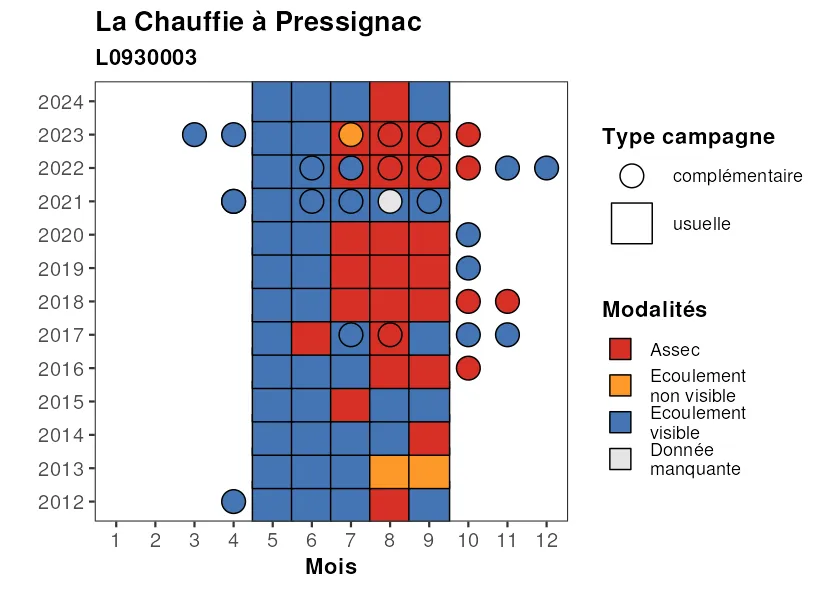 La Chauffie à Pressignac
L0930003
2024
2023
2022
2021
2020
2019
2018
2017
2016
2015
2014
2013
2012
1 2 3 4 5 6 7 8 9 10 11 12
Mois
Type campagne
complémentaire
usuelle
Modalités
Assec
Ecoulement
non visible
Ecoulement
visible
Donnée
manquante